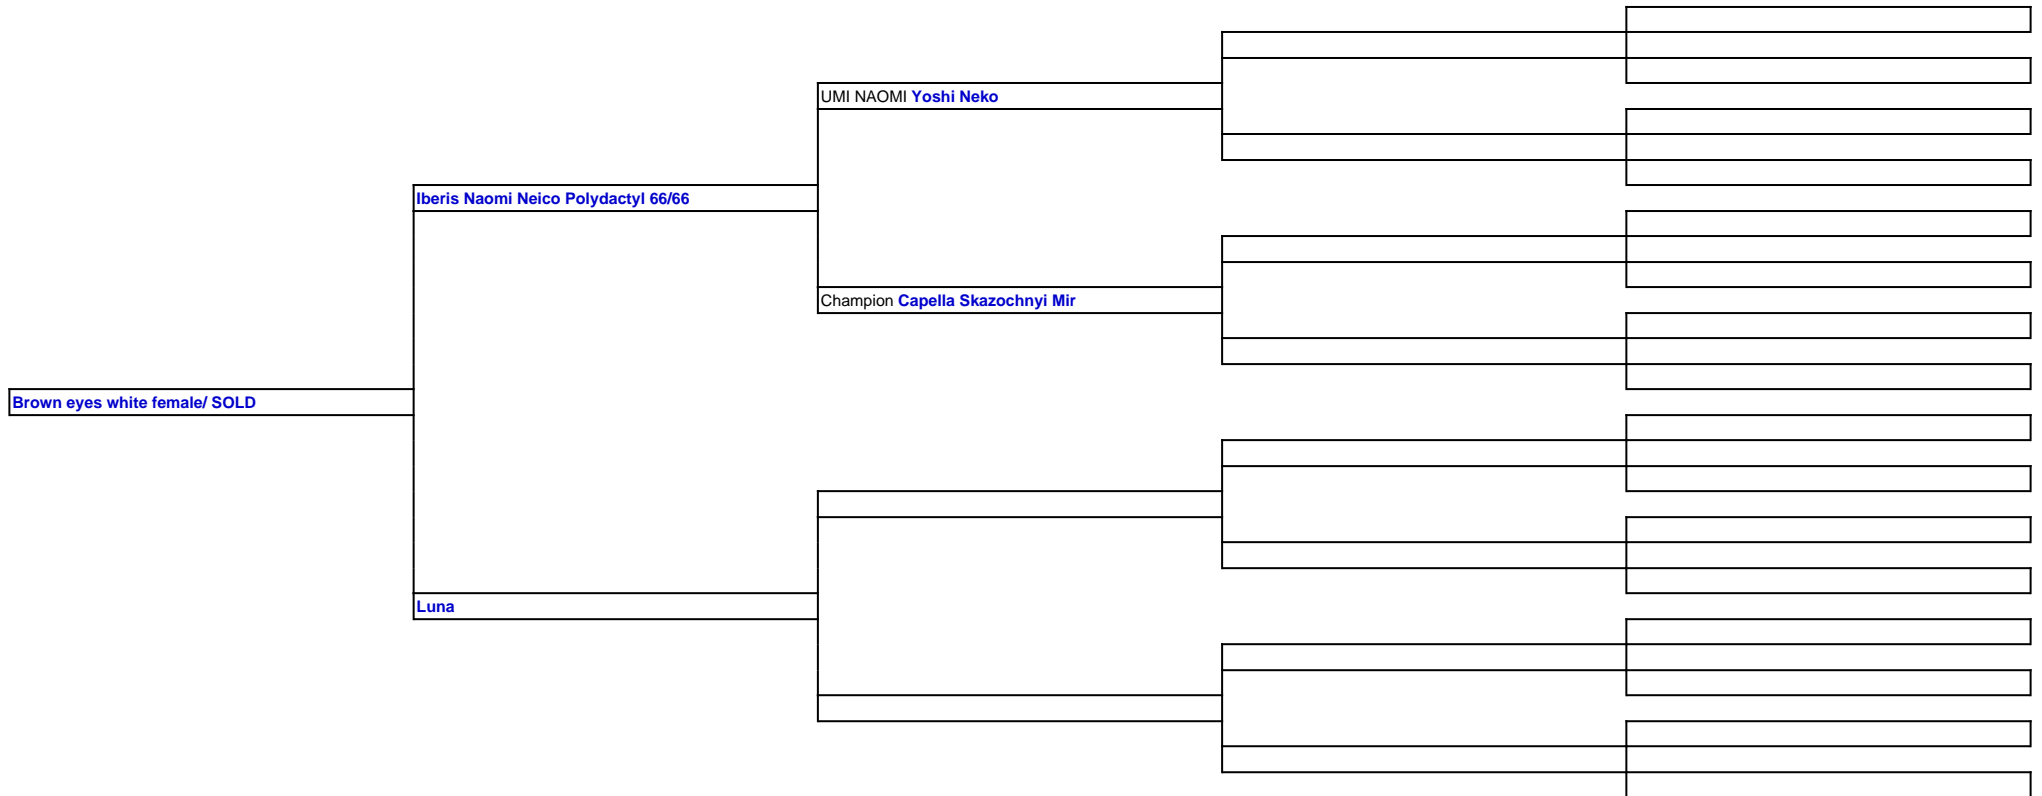 UMI NAOMI Yoshi Neko
Iberis Naomi Neico Polydactyl 66/66
Champion Capella Skazochnyi Mir
Brown eyes white female/ SOLD
Luna